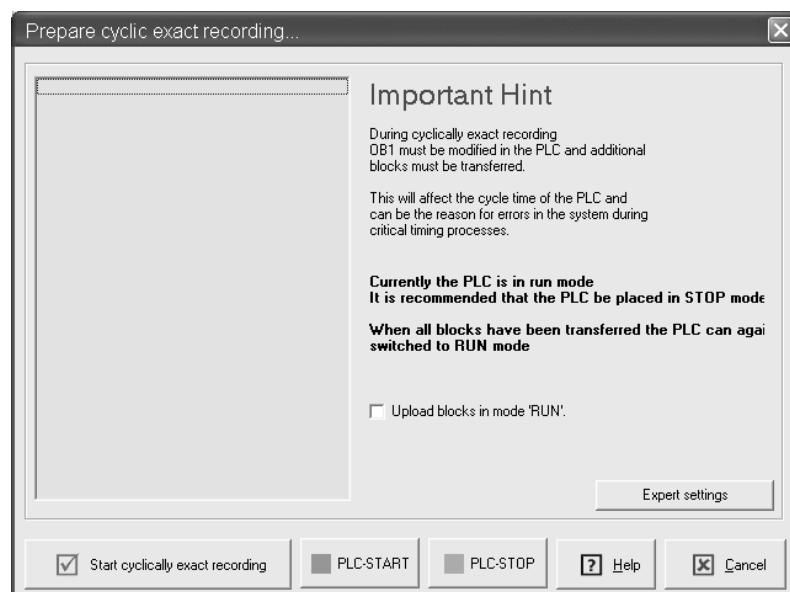 Prepare cyclic exact recording...
Important Hint
During cyclically exact recording
OB1 must be modified in the PLC and additional
blocks must be transferred.
This will affect the cycle time of the PLC and
can be the reason for errors in the system during
critical timing processes.
Currently the PLC is in run mode
It is recommended that the PLC be placed in STOP mode
When all blocks have been transferred the PLC can agai
switched to RUN mode
Upload blocks in mode 'RUN'.
Expert settings
Start cyclically exact recording
PLC-START
PLC-STOP
? Help
Cancel